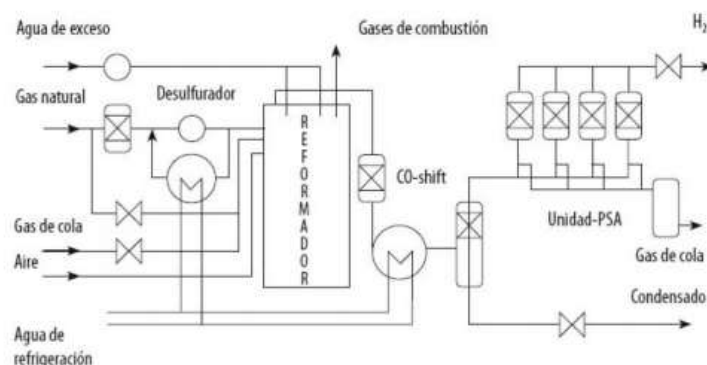 Agua de exceso
Gases de combustión
H2
Gas natural
Desulfurador
REFORMADOR
CO-shift
Unidad-PSA
Gas de cola
Gas de cola
Aire
Condensado
Agua de
refrigeración